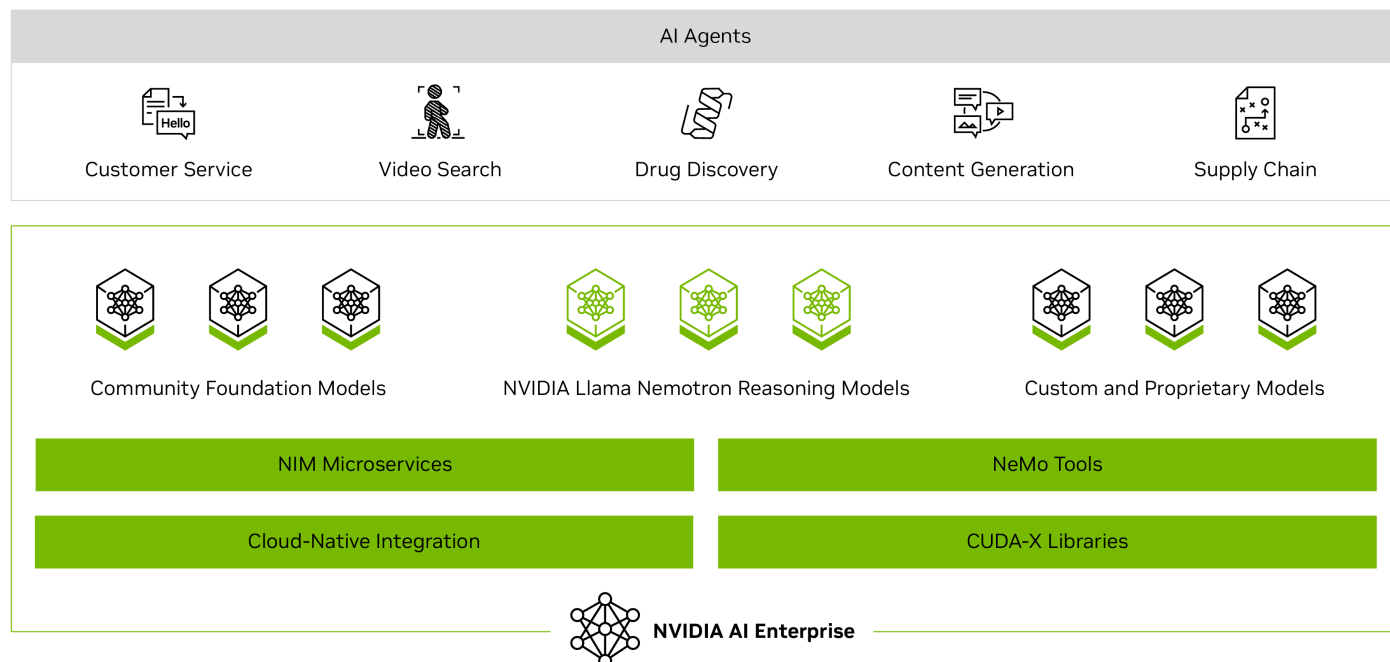 AI Agents
Hello
Customer Service
Video Search
Drug Discovery
Content Generation
Supply Chain
Community Foundation Models
NVIDIA Llama Nemotron Reasoning Models
Custom and Proprietary Models
NIM Microservices
NeMo Tools
Cloud-Native Integration
CUDA-X Libraries
NVIDIA AI Enterprise